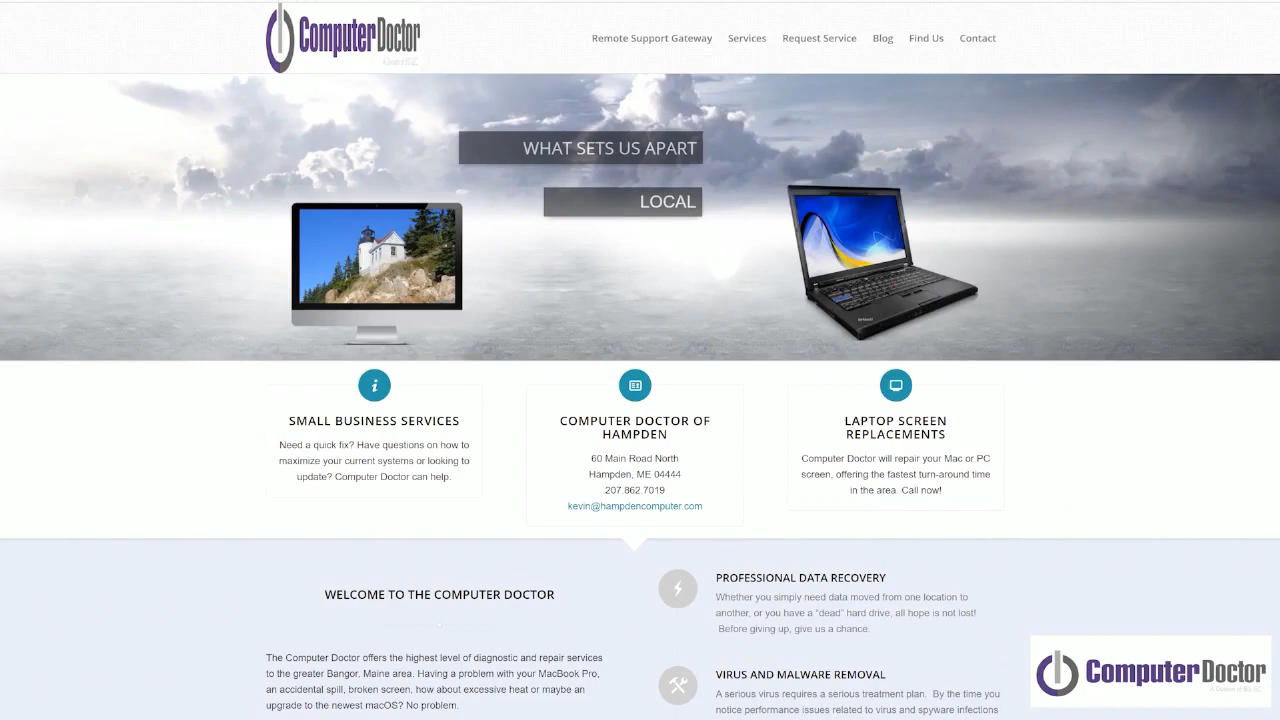 ComputerDoctor
Remote Support Gateway
Services
Request Service
Blog
Find Us
Contact
WHAT SETS US APART
LOCAL
SMALL BUSINESS SERVICES
Need a quick fix? Have questions on how to
maximize your current systems or looking to
update? Computer Doctor can help.
COMPUTER DOCTOR OF
HAMPDEN
60 Main Road North
Hampden, ME 04444
207.862.7019
kevin@hampdencomputer.com
LAPTOP SCREEN
REPLACEMENTS
Computer Doctor will repair your Mac or PC
screen, offering the fastest turn-around time
in the area. Call now!
WELCOME TO THE COMPUTER DOCTOR
The Computer Doctor offers the highest level of diagnostic and repair services
to the greater Bangor, Maine area. Having a problem with your MacBook Pro,
an accidental spill, broken screen, how about excessive heat or maybe an
upgrade to the newest macOS? No problem.
PROFESSIONAL DATA RECOVERY
Whether you simply need data moved from one location to
another, or you have a “dead” hard drive, all hope is not lost!
Before giving up, give us a chance.
VIRUS AND MALWARE REMOVAL
A serious virus requires a serious treatment plan.  By the time you
notice performance issues related to virus and spyware infections
ComputerDoctor